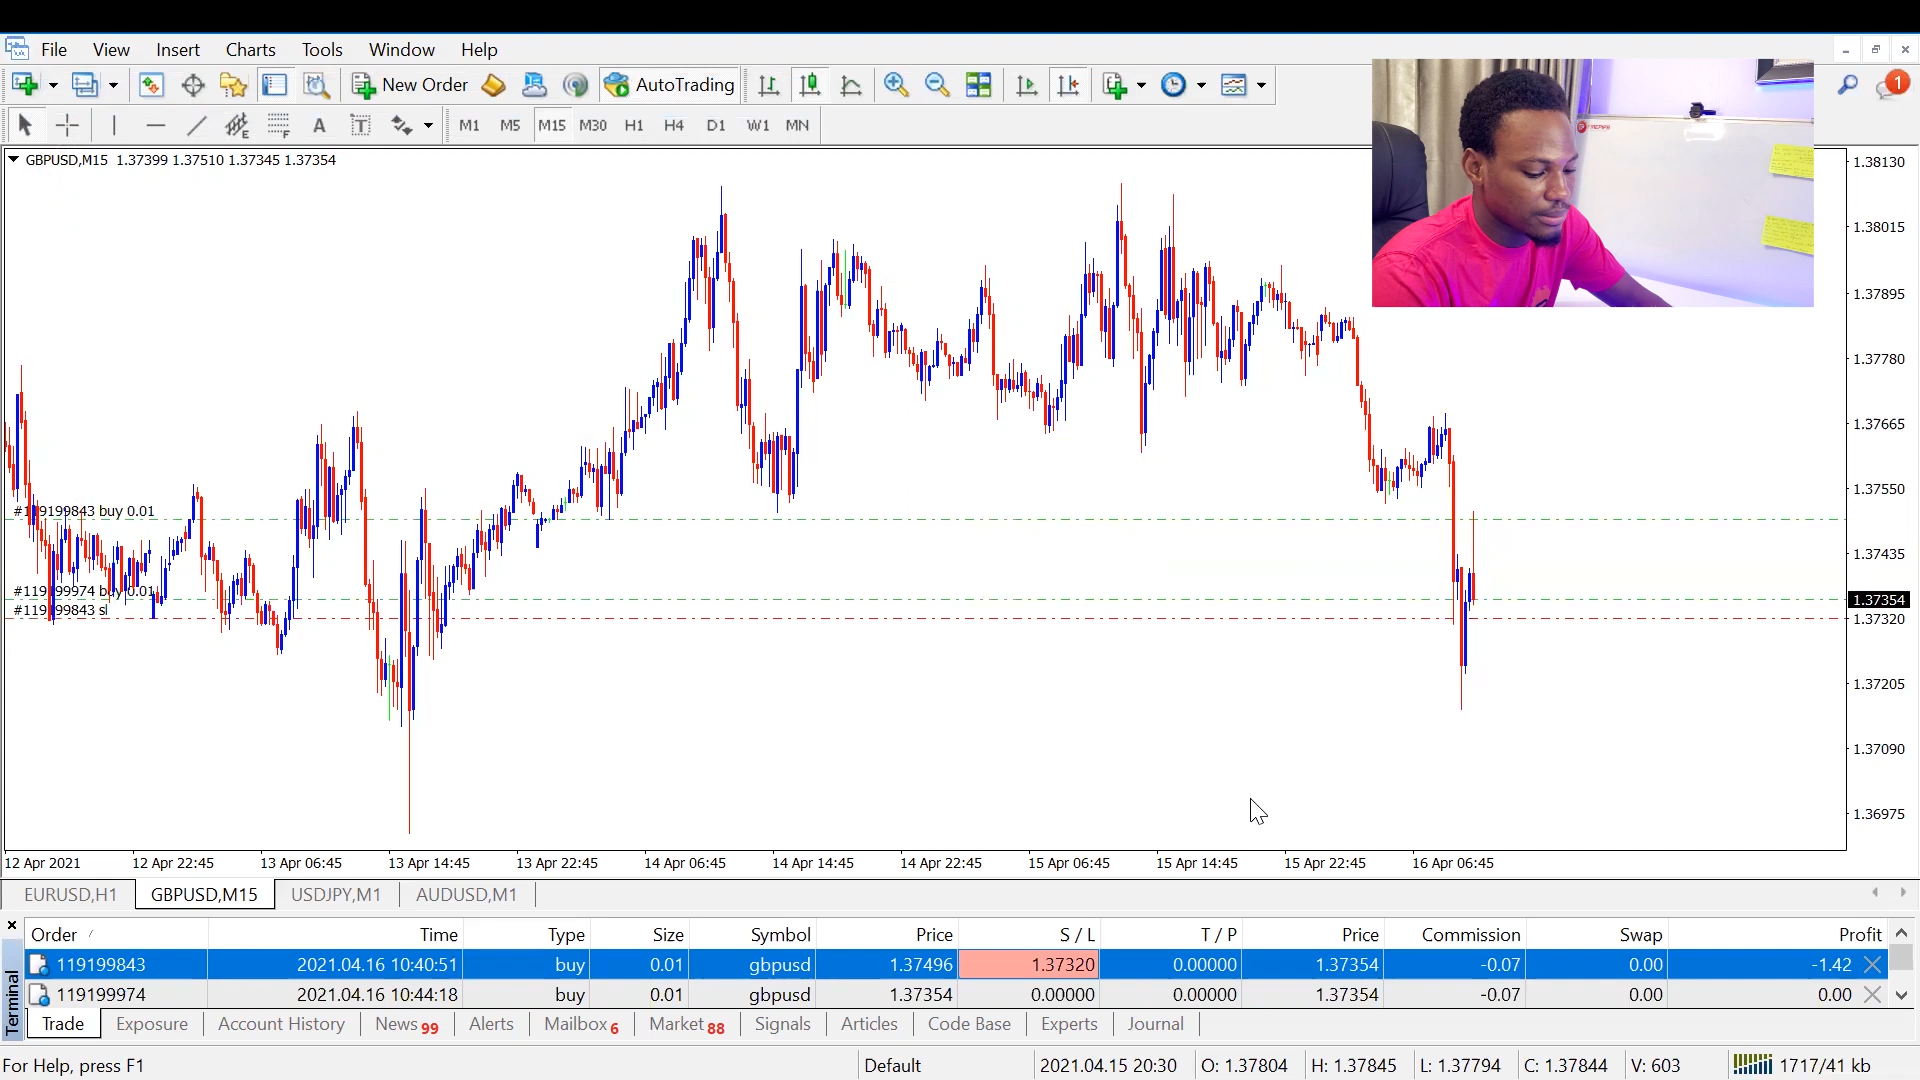 File View Insert Charts Tools Window Help
New Order AutoTrading
1
A T M1 M5 M15 M30 H1 H4 D1 W1 MN
GBPUSD,M15 1.37399 1.37510 1.37345 1.37354
1.38130
1.38015
1.37895
1.37780
1.37665
1.37550
#119199843 buy 0.01
1.37435
#119199974 buy 0.01
1.37354
#119199843 sl
1.37320
1.37205
1.37090
1.36975
12 Apr 2021 12 Apr 22:45 13 Apr 06:45 13 Apr 14:45 13 Apr 22:45 14 Apr 06:45 14 Apr 14:45 14 Apr 22:45 15 Apr 06:45 15 Apr 14:45 15 Apr 22:45 16 Apr 06:45
EURUSD,H1 GBPUSD,M15 USDJPY,M1 AUDUSD,M1
Order / Time Type Size Symbol Price S / L T / P Price Commission Swap Profit
119199843 2021.04.16 10:40:51 buy 0.01 gbpusd 1.37496 1.37320 0.00000 1.37354 -0.07 0.00 -1.42
119199974 2021.04.16 10:44:18 buy 0.01 gbpusd 1.37354 0.00000 0.00000 1.37354 -0.07 0.00 0.00
Terminal
Trade Exposure Account History News 99 Alerts Mailbox 6 Market 88 Signals Articles Code Base Experts Journal
For Help, press F1 Default 2021.04.15 20:30 O: 1.37804 H: 1.37845 L: 1.37794 C: 1.37844 V: 603 1717/41 kb